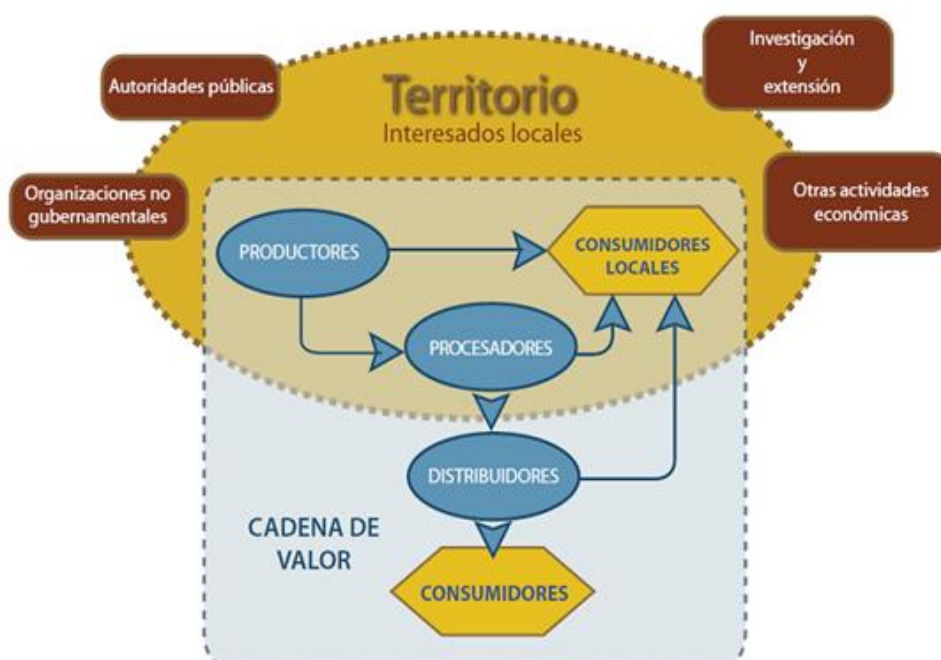 Investigación
y
extensión
Autoridades públicas
Territorio
Interesados locales
Organizaciones no
gubernamentales
Otras actividades
económicas
PRODUCTORES
CONSUMIDORES
LOCALES
PROCESADORES
DISTRIBUIDORES
CADENA DE
VALOR
CONSUMIDORES